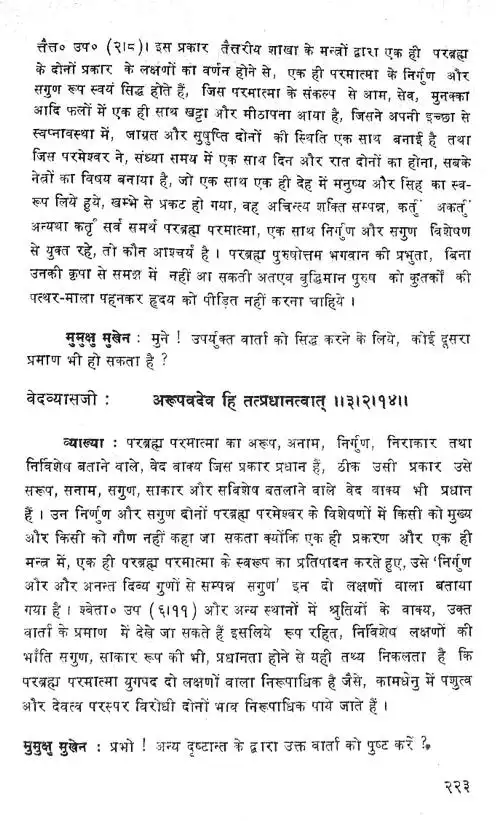 तैत्त० उप० (२।८)। इस प्रकार तैत्तरीय शाखा के मन्त्रों द्वारा एक ही परब्रह्म
के दोनों प्रकार के लक्षणों का वर्णन होने से, एक ही परमात्मा के निर्गुण और
सगुण रूप स्वयं सिद्ध होते हैं, जिस परमात्मा के संकल्प से आम, सेव, मुनक्का
आदि फलों में एक ही साथ खट्टा और मीठापना आया है, जिसने अपनी इच्छा से
स्वप्नावस्था में, जाग्रत और सुषुप्ति दोनों की स्थिति एक साथ बनाई है तथा
जिस परमेश्वर ने, संध्या समय में एक साथ दिन और रात दोनों का होना, सबके
नेत्रों का विषय बनाया है, जो एक साथ एक ही देह में मनुष्य और सिंह का स्व-
रूप लिये हुये, खम्भे से प्रकट हो गया, वह अचिन्त्य शक्ति सम्पन्न, कर्तुं अकर्तुं
अन्यथा कर्तुं सर्व समर्थ परब्रह्म परमात्मा, एक साथ निर्गुण और सगुण विशेषण
से युक्त रहे, तो कौन आश्चर्य है । परब्रह्म पुरुषोत्तम भगवान की प्रभुता, बिना
उनकी कृपा से समझ में नहीं आ सकती अतएव बुद्धिमान पुरुष को कुतर्कों की
पत्थर-माला पहनकर हृदय को पीड़ित नहीं करना चाहिये ।
मुमुक्षु मुखेन : मुने ! उपर्युक्त वार्ता को सिद्ध करने के लिये, कोई दूसरा
प्रमाण भी हो सकता है ?
वेदव्यासजी : अरूपवदेव हि तत्प्रधानत्वात् ॥३।२।१४॥
व्याख्या : परब्रह्म परमात्मा का अरूप, अनाम, निर्गुण, निराकार तथा
निर्विशेष बताने वाले, वेद वाक्य जिस प्रकार प्रधान हैं, ठीक उसी प्रकार उसे
सरूप, सनाम, सगुण, साकार और सविशेष बतलाने वाले वेद वाक्य भी प्रधान
हैं । उन निर्गुण और सगुण दोनों परब्रह्म परमेश्वर के विशेषणों में किसी को मुख्य
और किसी को गौण नहीं कहा जा सकता क्योंकि एक ही प्रकरण और एक ही
मन्त्र में, एक ही परब्रह्म परमात्मा के स्वरूप का प्रतिपादन करते हुए, उसे 'निर्गुण
और और अनन्त दिव्य गुणों से सम्पन्न सगुण' इन दो लक्षणों वाला बताया
गया है । श्वेता० उप (६।११) और अन्य स्थानों में श्रुतियों के वाक्य, उक्त
वार्ता के प्रमाण में देखे जा सकते हैं इसलिये रूप रहित, निर्विशेष लक्षणों की
भाँति सगुण, साकार रूप की भी, प्रधानता होने से यही तथ्य निकलता है कि
परब्रह्म परमात्मा युगपद दो लक्षणों वाला निरूपाधिक है जैसे, कामधेनु में पशुत्व
और देवत्व परस्पर विरोधी दोनों भाव निरूपाधिक पाये जाते हैं ।
मुमुक्षु मुखेन : प्रभो ! अन्य दृष्टान्त के द्वारा उक्त वार्ता को पुष्ट करें ?
२२३